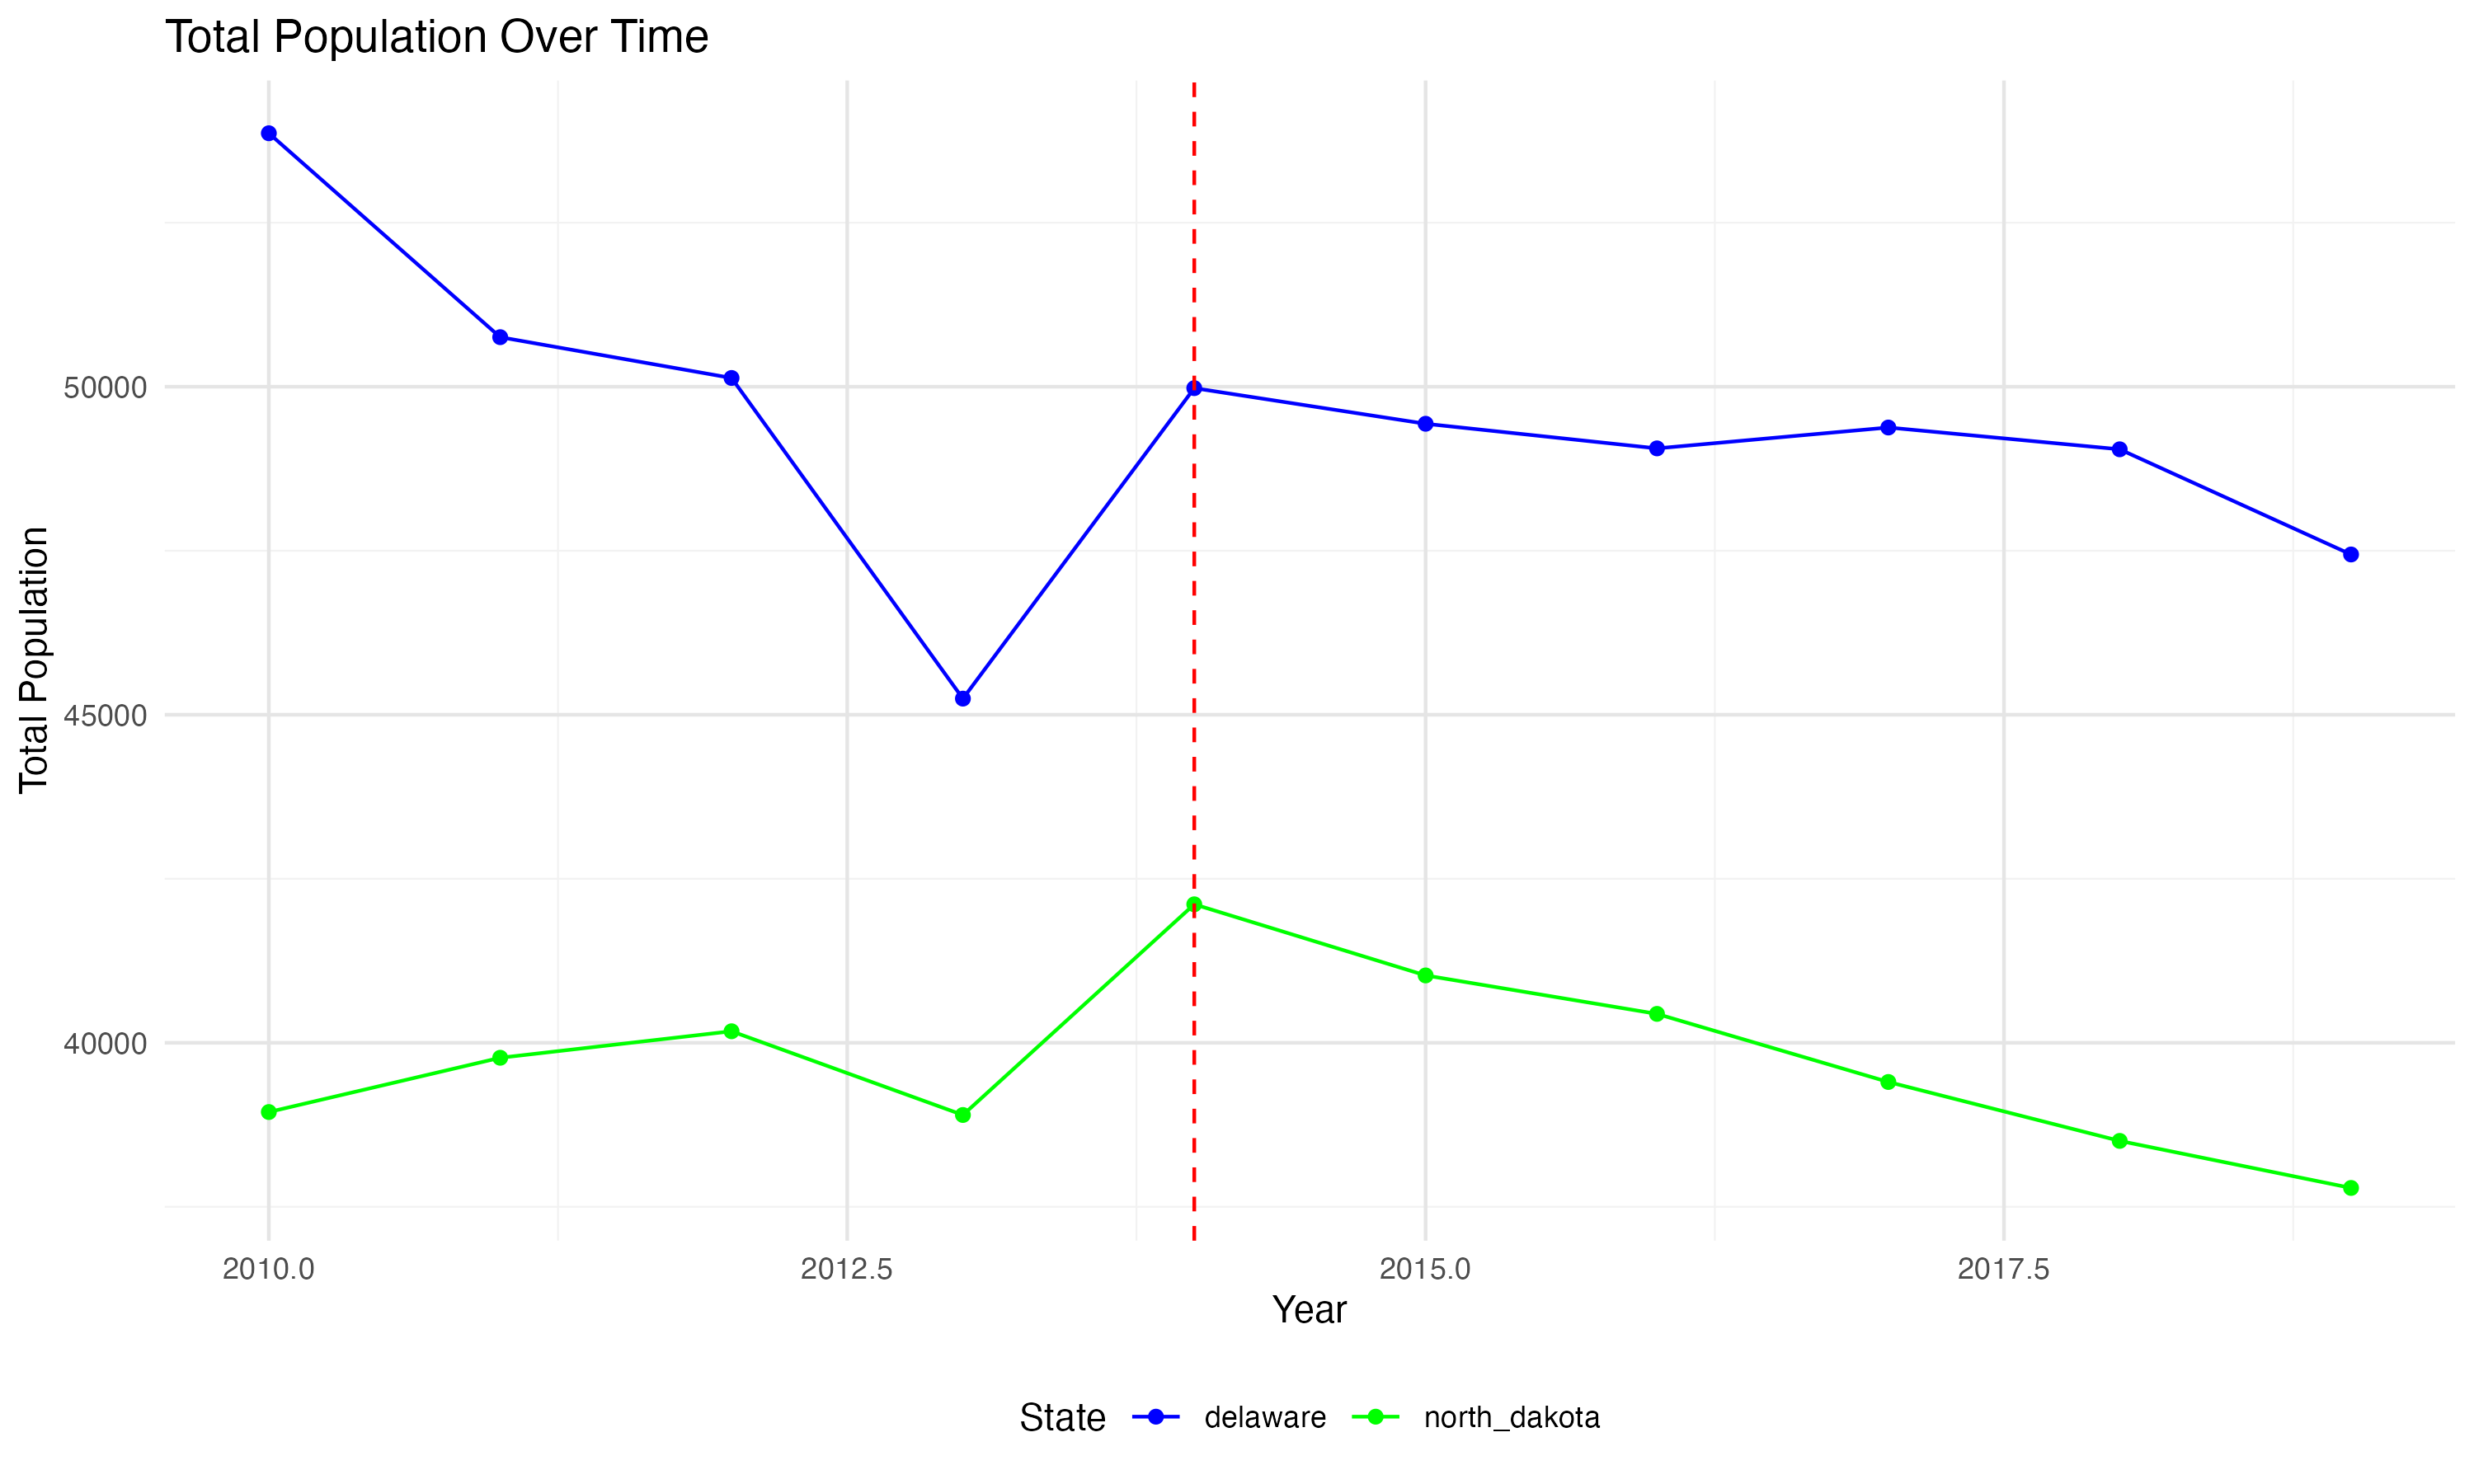 Total Population Over Time
Total Population
50000
45000
40000
2010.0 2012.5 2015.0 2017.5
Year
State delaware north_dakota